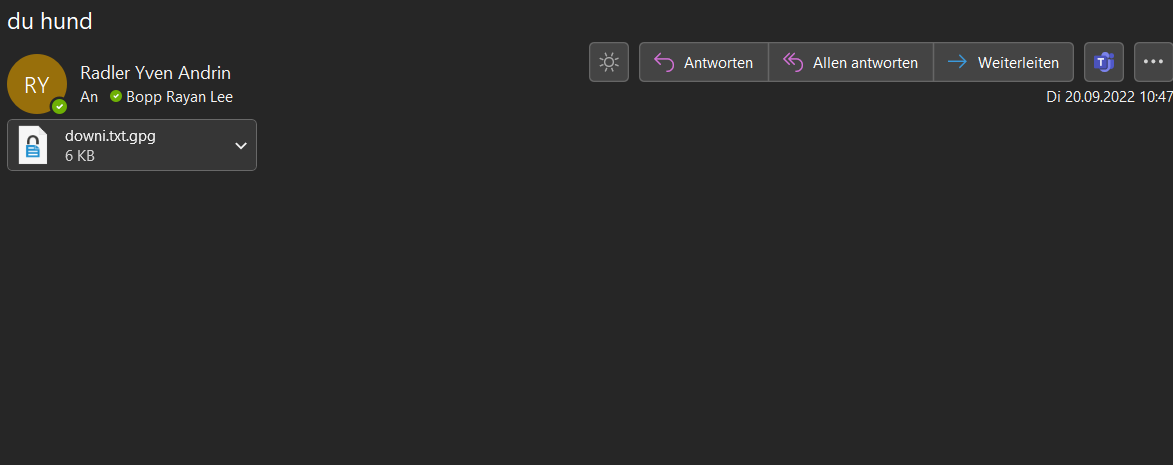 du hund
RY
Radler Yven Andrin
An Bopp Rayan Lee
Antworten
Allen antworten
Weiterleiten
T
Di 20.09.2022 10:47
downi.txt.gpg
6 KB